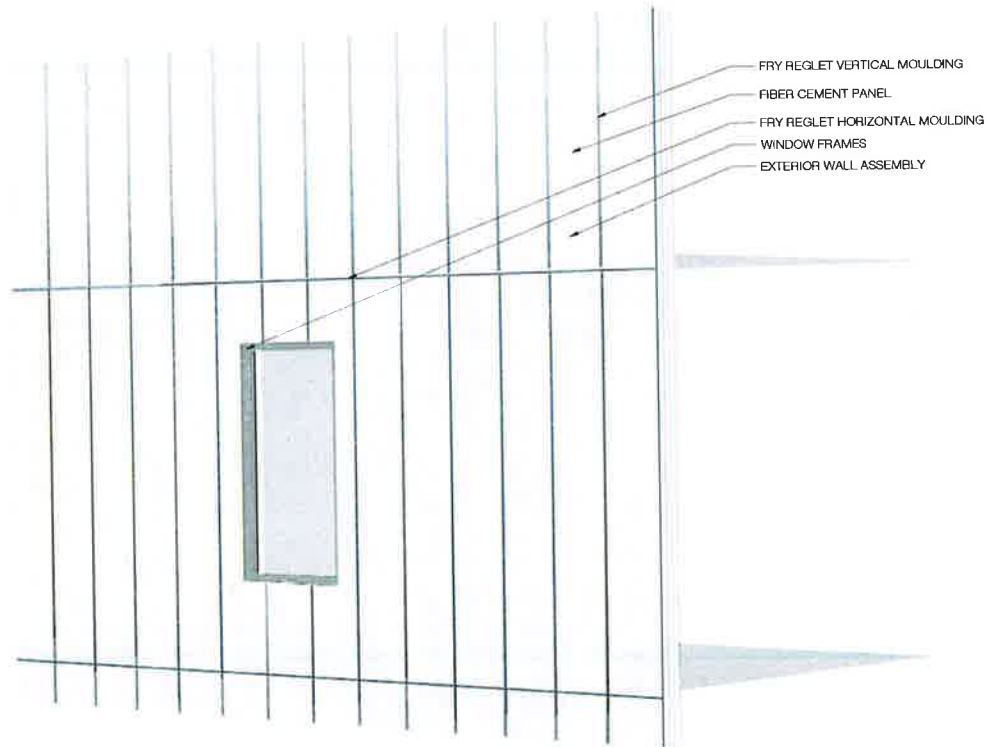 FRY REGLET VERTICAL MOULDING
FIBER CEMENT PANEL
FRY REGLET HORIZONTAL MOULDING
WINDOW FRAMES
EXTERIOR WALL ASSEMBLY